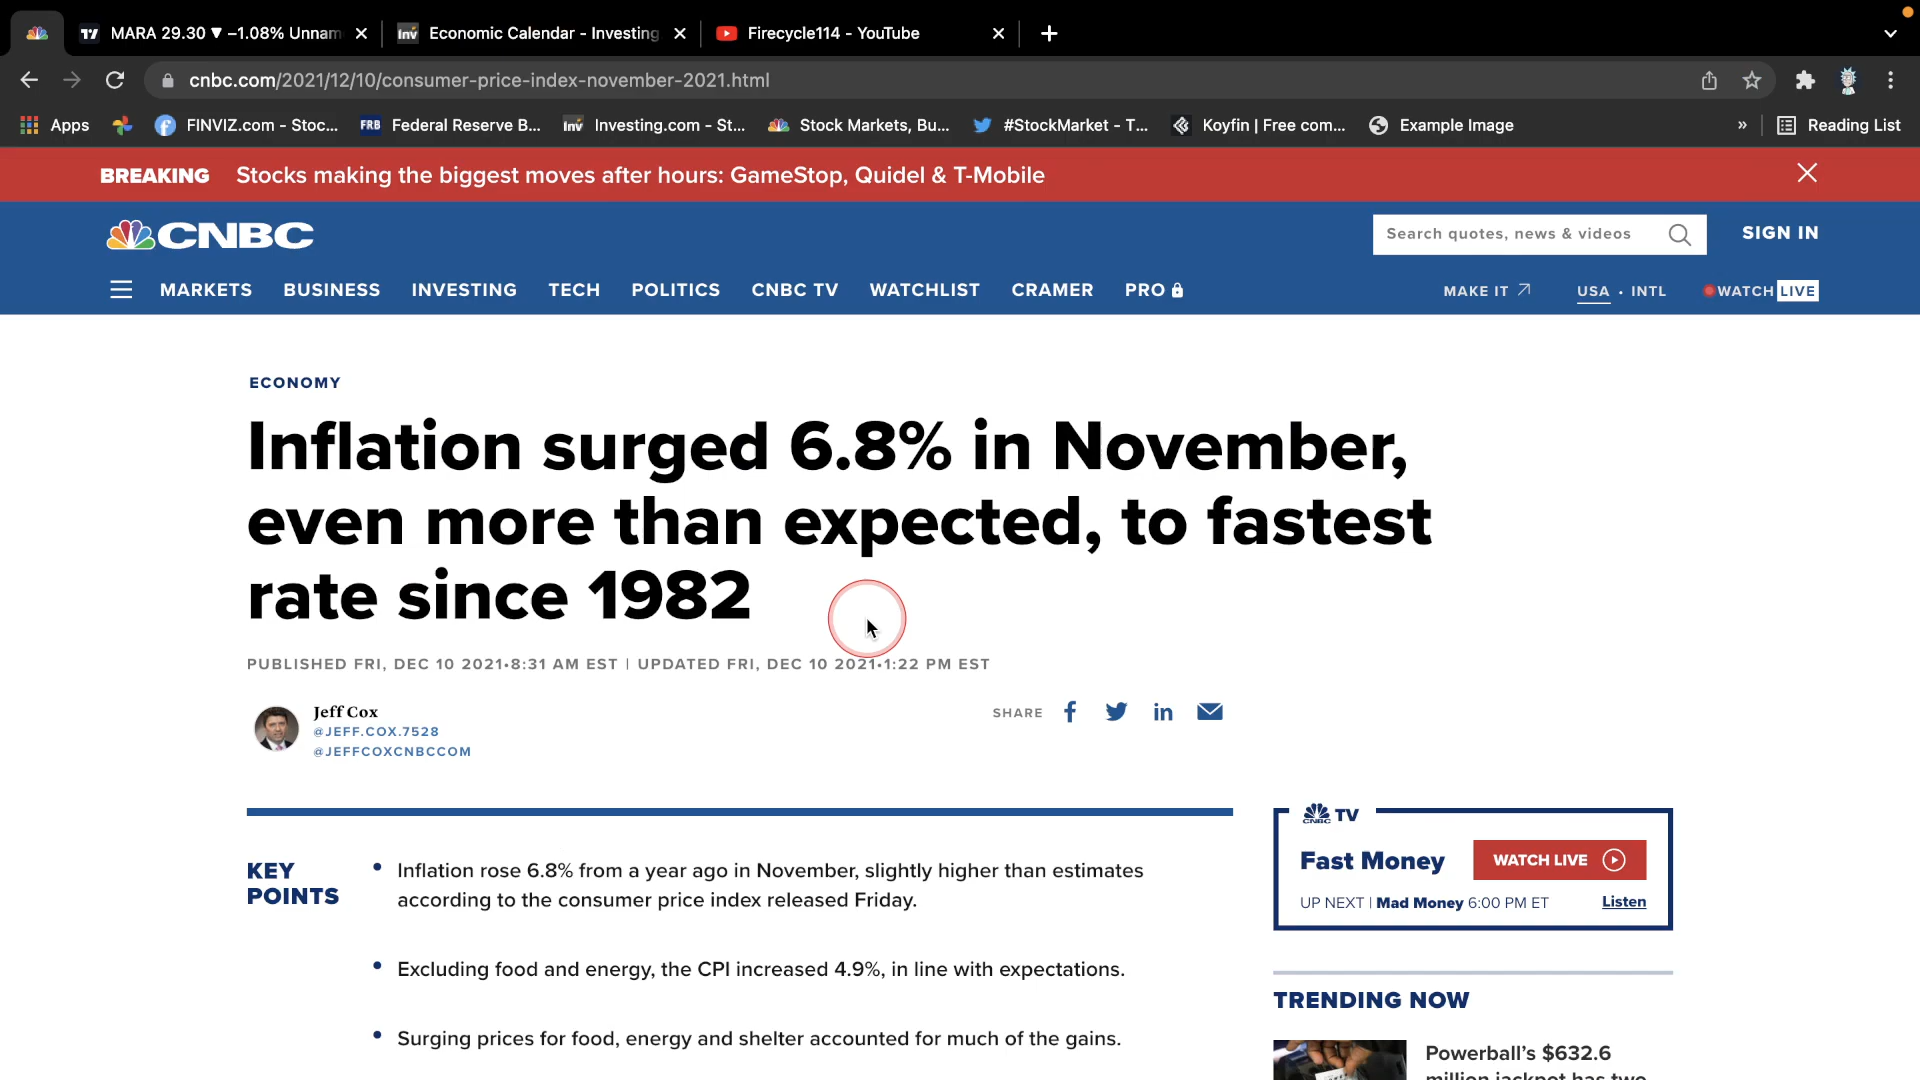 MARA 29.30 ▼ −1.08% Unnam
Economic Calendar - Investing
Firecycle114 - YouTube
cnbc.com/2021/12/10/consumer-price-index-november-2021.html
Apps
FINVIZ.com - Stoc...
FRB
Federal Reserve B...
Inv
Investing.com - St...
Stock Markets, Bu...
#StockMarket - T...
Koyfin | Free com...
Example Image
»
Reading List
BREAKING Stocks making the biggest moves after hours: GameStop, Quidel & T-Mobile
CNBC
Search quotes, news & videos
SIGN IN
MARKETS BUSINESS INVESTING TECH POLITICS CNBC TV WATCHLIST CRAMER PRO
MAKE IT
USA • INTL
WATCH LIVE
ECONOMY
Inflation surged 6.8% in November,
even more than expected, to fastest
rate since 1982
PUBLISHED FRI, DEC 10 2021•8:31 AM EST | UPDATED FRI, DEC 10 2021•1:22 PM EST
Jeff Cox
@JEFF.COX.7528
@JEFFCOXCNBCCOM
SHARE
KEY
POINTS
• Inflation rose 6.8% from a year ago in November, slightly higher than estimates
according to the consumer price index released Friday.
• Excluding food and energy, the CPI increased 4.9%, in line with expectations.
• Surging prices for food, energy and shelter accounted for much of the gains.
CNBC TV
Fast Money
WATCH LIVE
UP NEXT | Mad Money 6:00 PM ET
Listen
TRENDING NOW
Powerball’s $632.6
million jackpot has two